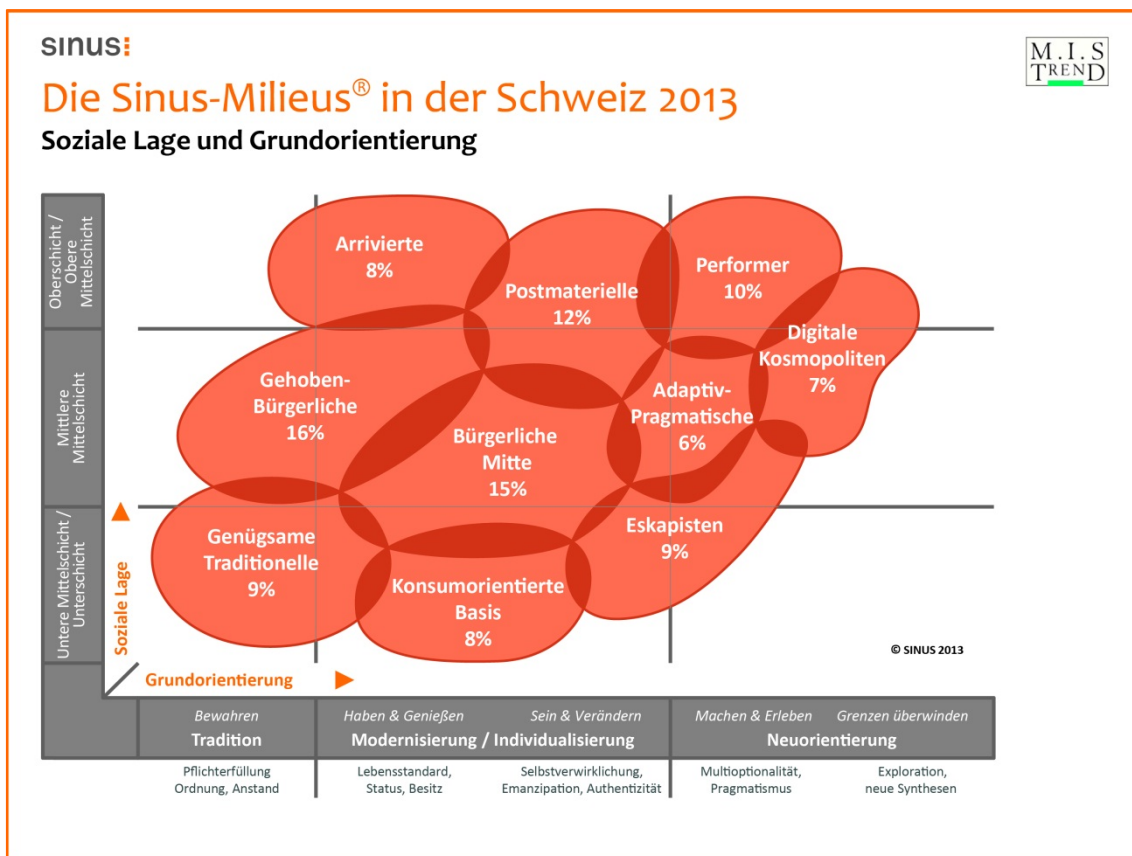 sinus:
M.I.S
TREND
Die Sinus-Milieus® in der Schweiz 2013
Soziale Lage und Grundorientierung
Oberschicht /
Obere
Mittelschicht
Mittlere
Mittelschicht
Untere Mittelschicht /
Unterschicht
Soziale Lage
Arrivierte
8%
Postmaterielle
12%
Performer
10%
Digitale
Kosmopoliten
7%
Gehoben-
Bürgerliche
16%
Bürgerliche
Mitte
15%
Adaptiv-
Pragmatische
6%
Genügsame
Traditionelle
9%
Konsumorientierte
Basis
8%
Eskapisten
9%
© SINUS 2013
Grundorientierung
Bewahren
Tradition
Haben & Genießen
Sein & Verändern
Modernisierung / Individualisierung
Machen & Erleben
Grenzen überwinden
Neuorientierung
Pflichterfüllung
Ordnung, Anstand
Lebensstandard,
Status, Besitz
Selbstverwirklichung,
Emanzipation, Authentizität
Multioptionalität,
Pragmatismus
Exploration,
neue Synthesen